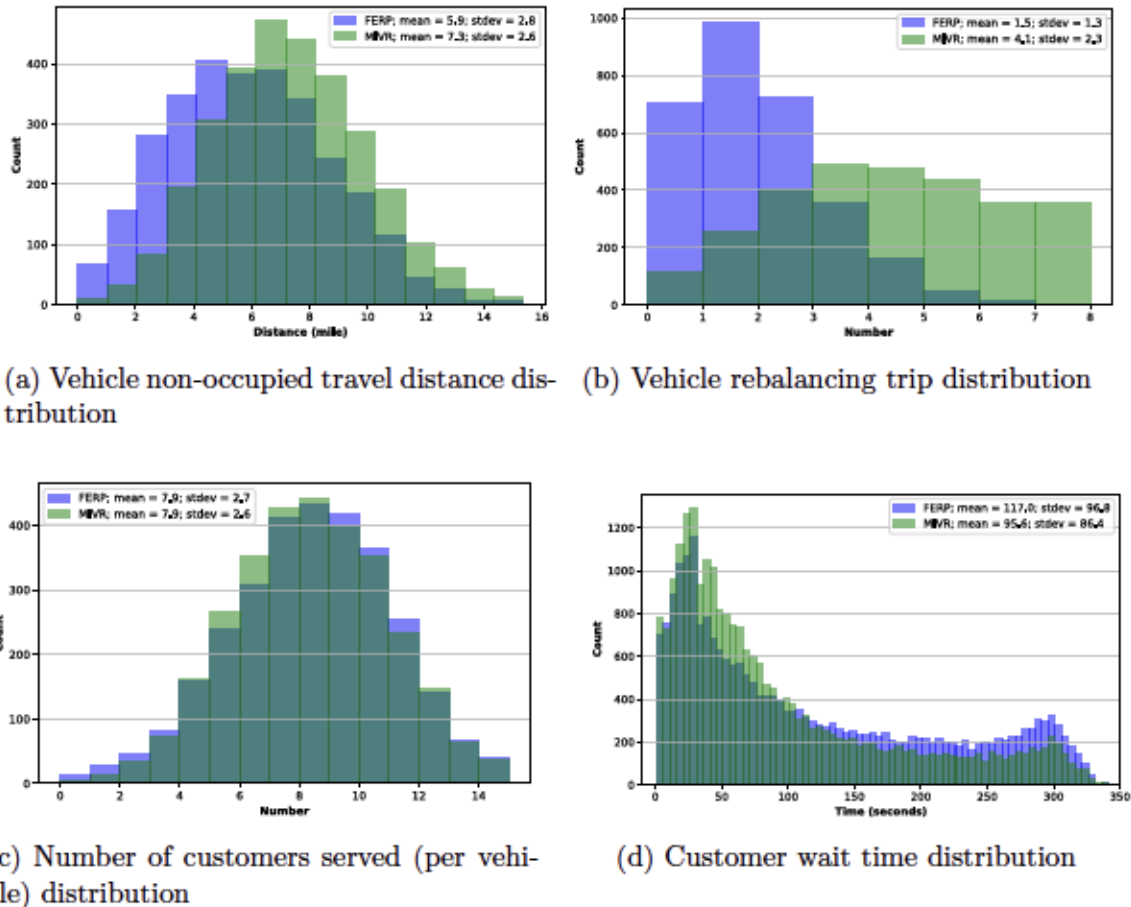 FERP; mean = 5.9; stdev = 2.8
MIVR; mean = 7.3; stdev = 2.6
400
300
200
100
0
Count
0 2 4 6 8 10 12 14 16
Distance (mile)
FERP; mean = 1.5; stdev = 1.3
MIVR; mean = 4.1; stdev = 2.3
1000
800
600
400
200
0
Count
0 1 2 3 4 5 6 7 8
Number
(a) Vehicle non-occupied travel distance dis-
tribution
(b) Vehicle rebalancing trip distribution
FERP; mean = 7.9; stdev = 2.7
MIVR; mean = 7.9; stdev = 2.6
400
300
200
100
0
Count
0 2 4 6 8 10 12 14
Number
FERP; mean = 117.0; stdev = 96.8
MIVR; mean = 95.6; stdev = 86.4
1200
1000
800
600
400
200
0
Count
0 50 100 150 200 250 300 350
Time (seconds)
c) Number of customers served (per vehi-
le) distribution
(d) Customer wait time distribution